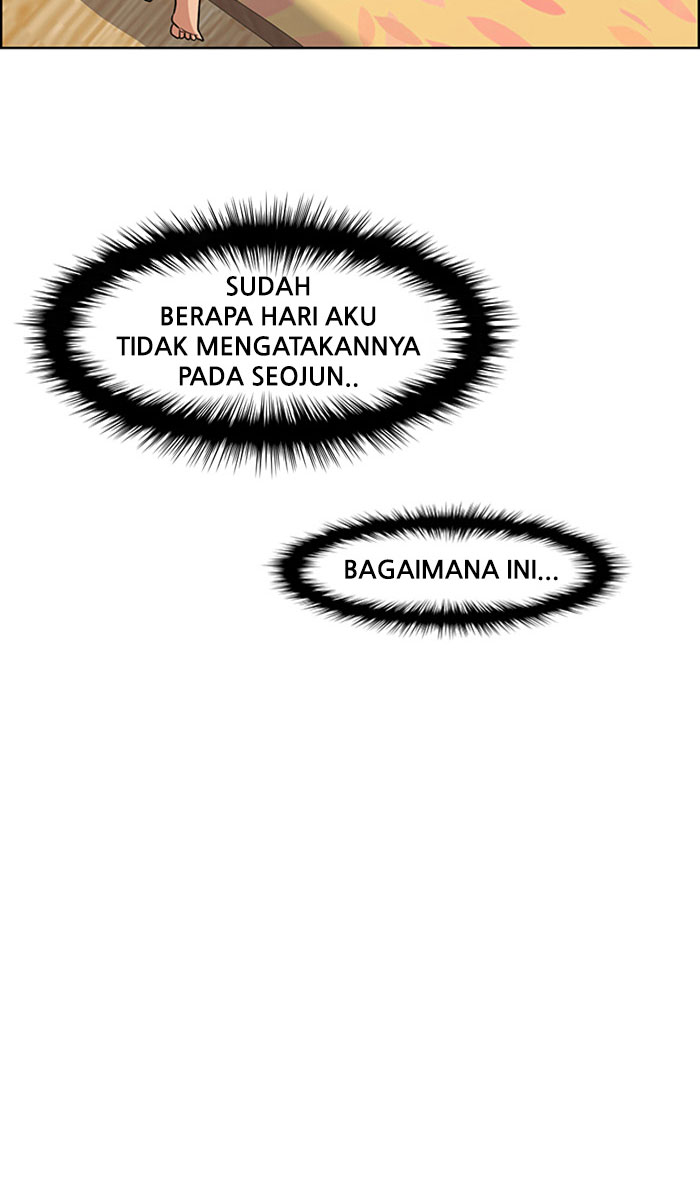 SUDAH
BERAPA HARI AKU
TIDAK MENGATAKANNYA
PADA SEOJUN..
BAGAIMANA INI...